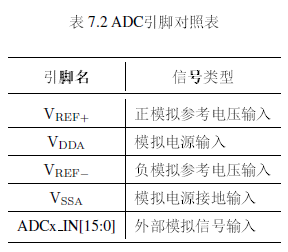 表 7.2 ADC引脚对照表
引脚名 信号类型
VREF+ 正模拟参考电压输入
VDDA 模拟电源输入
VREF− 负模拟参考电压输入
VSSA 模拟电源接地输入
ADCx_IN[15:0] 外部模拟信号输入